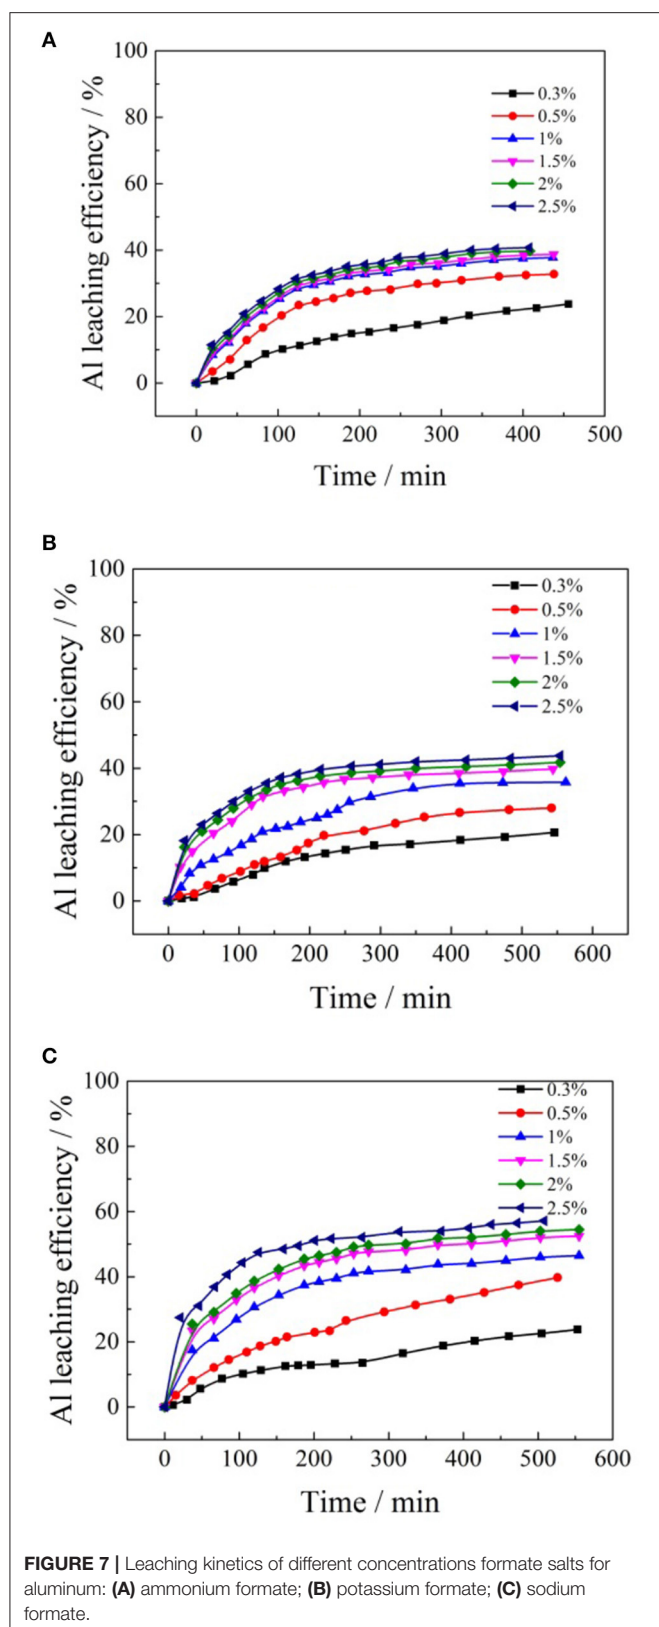 A
100
80
60
40
20
0
Al leaching efficiency / %
0.3%
0.5%
1%
1.5%
2%
2.5%
0 100 200 300 400 500
Time / min
B
100
80
60
40
20
0
Al leaching efficiency / %
0.3%
0.5%
1%
1.5%
2%
2.5%
0 100 200 300 400 500 600
Time / min
C
100
80
60
40
20
0
Al leaching efficiency / %
0.3%
0.5%
1%
1.5%
2%
2.5%
0 100 200 300 400 500 600
Time / min
FIGURE 7 | Leaching kinetics of different concentrations formate salts for
aluminum: (A) ammonium formate; (B) potassium formate; (C) sodium
formate.